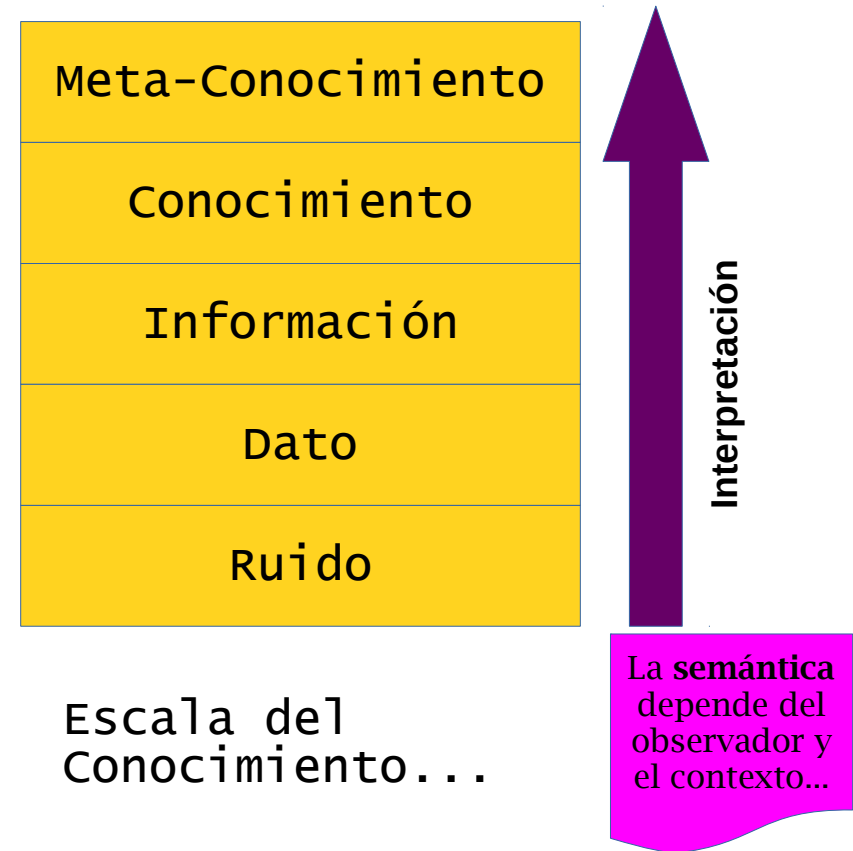 Meta-Conocimiento
Conocimiento
Información
Dato
Ruido
Interpretación
Escala del
Conocimiento...
La semántica
depende del
observador y
el contexto...